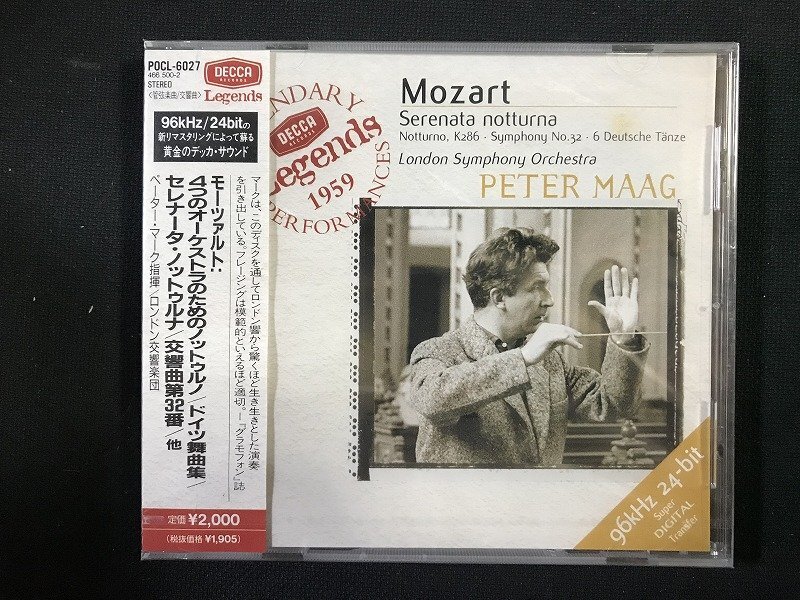 POCL-6027
466 500-2
STEREO
<管弦楽曲/交響曲>
DECCA
RECORDS
Legends
96kHz/24bitの
新リマスタリングによって蘇る
黄金のデッカ・サウンド
モーツァルト:
4つのオーケストラのためのノットゥルノ/ドイツ舞曲集/
セレナータ・ノットゥルナ/交響曲第32番/他
ペーター・マーク指揮/ロンドン交響楽団
マークは、このディスクを通してロンドン響から驚くほど生き生きとした演奏
を引き出している。フレージングは模範的といえるほど適切。―『グラモフォン』誌
定価 ¥2,000
(税抜価格 ¥1,905)
ENDARY
DECCA
RECORDS
Legends
1959
PERFORMANCES
Mozart
Serenata notturna
Notturno, K286 · Symphony No.32 · 6 Deutsche Tänze
London Symphony Orchestra
PETER MAAG
96kHz 24-bit
Super
DIGITAL
Transfer